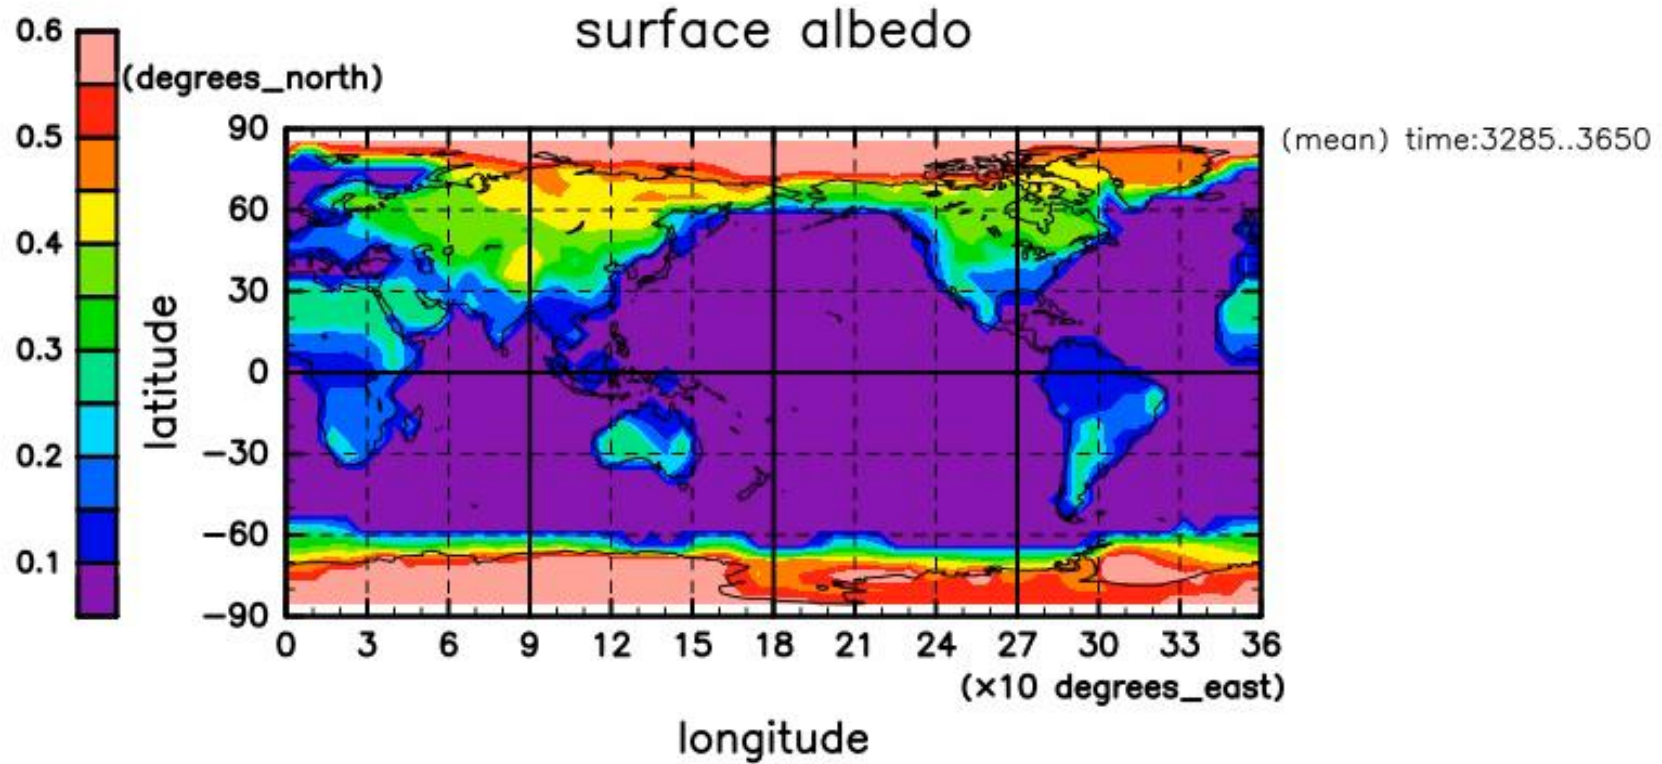 surface albedo
0.6
0.5
0.4
0.3
0.2
0.1
(degrees_north)
(mean) time:3285..3650
latitude
90
60
30
0
−30
−60
−90
0 3 6 9 12 15 18 21 24 27 30 33 36
(×10 degrees_east)
longitude